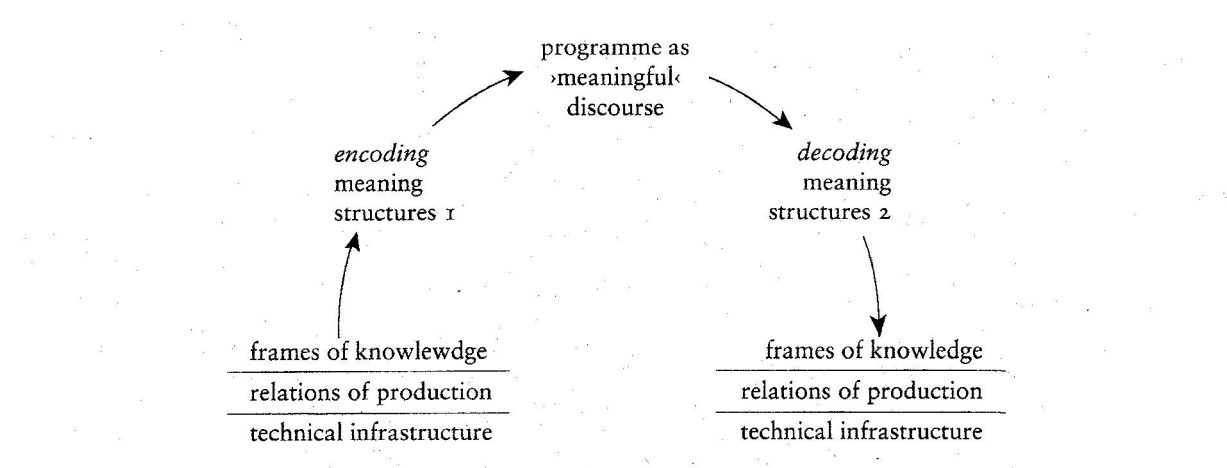 programme as
›meaningful‹
discourse
encoding
meaning
structures 1
decoding
meaning
structures 2
frames of knowlewdge
relations of production
technical infrastructure
frames of knowledge
relations of production
technical infrastructure